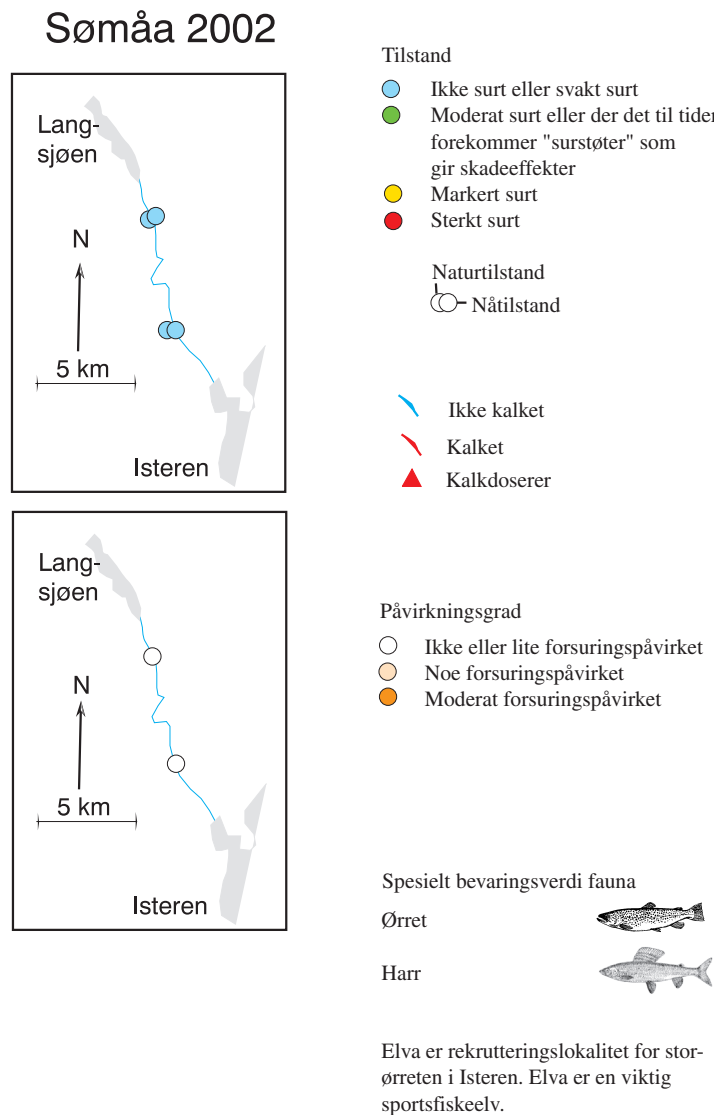 Sømåa 2002
Lang-
sjøen
N
5 km
Isteren
Lang-
sjøen
N
5 km
Isteren
Tilstand
Ikke surt eller svakt surt
Moderat surt eller der det til tider
forekommer "surstøter" som
gir skadeeffekter
Markert surt
Sterkt surt
Naturtilstand
Nåtilstand
Ikke kalket
Kalket
Kalkdoserer
Påvirkningsgrad
Ikke eller lite forsuringspåvirket
Noe forsuringspåvirket
Moderat forsuringspåvirket
Spesielt bevaringsverdi fauna
Ørret
Harr
Elva er rekrutteringslokalitet for stor-
ørreten i Isteren. Elva er en viktig
sportsfiskeelv.